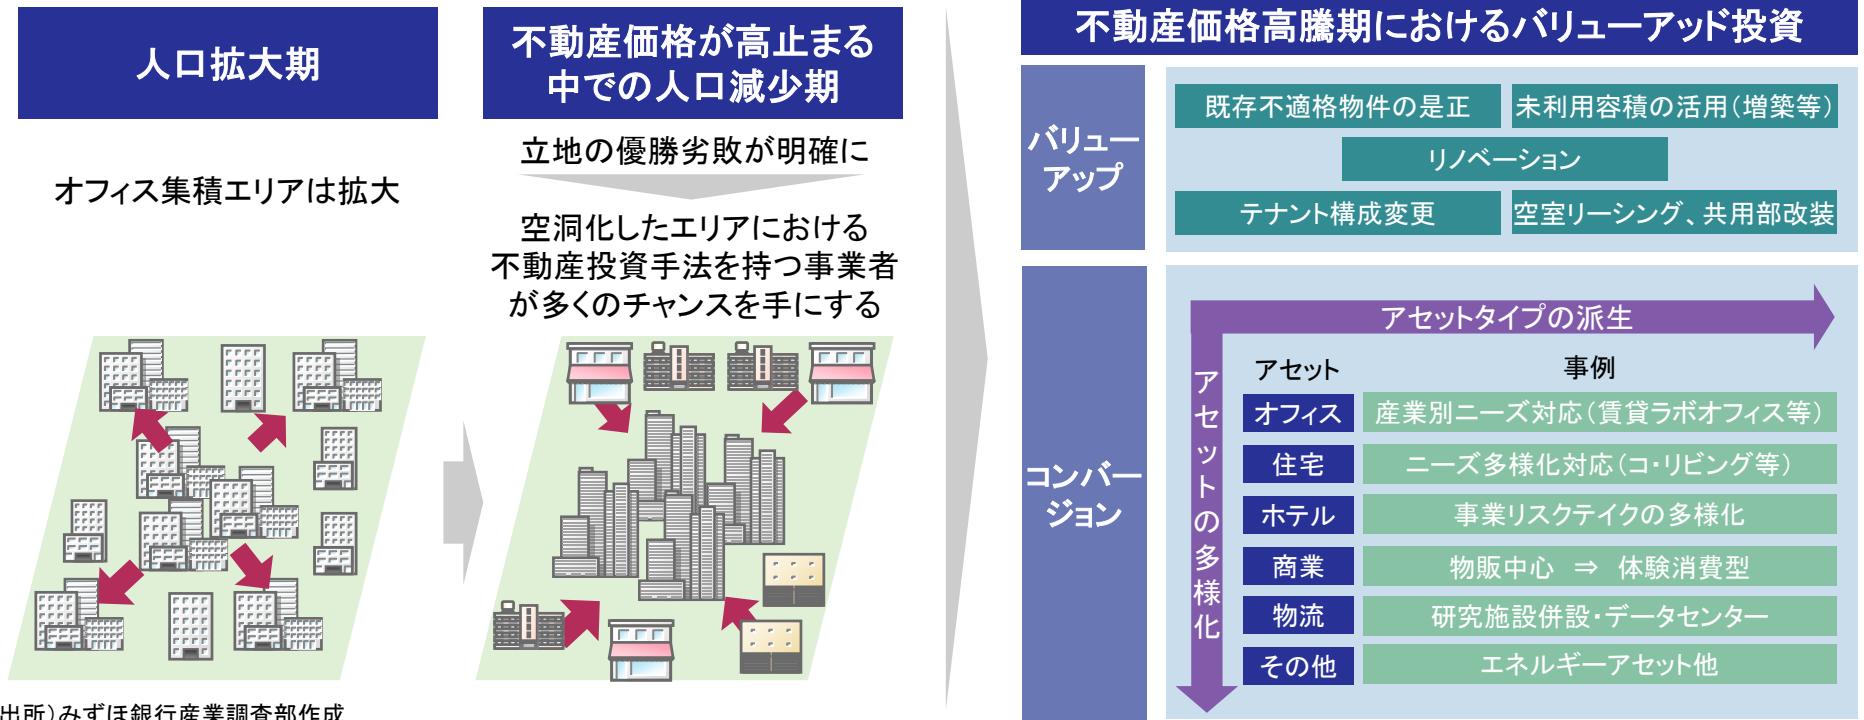 人口拡大期
オフィス集積エリアは拡大
不動産価格が高止まる
中での人口減少期
立地の優勝劣敗が明確に
空洞化したエリアにおける
不動産投資手法を持つ事業者
が多くのチャンスを手にする
不動産価格高騰期におけるバリューアッド投資
バリュー
アップ
既存不適格物件の是正
未利用容積の活用(増築等)
リノベーション
テナント構成変更
空室リーシング、共用部改装
コンバー
ジョン
アセットタイプの派生
アセットの多様化
アセット 事例
オフィス 産業別ニーズ対応(賃貸ラボオフィス等)
住宅 ニーズ多様化対応(コ・リビング等)
ホテル 事業リスクテイクの多様化
商業 物販中心 ⇒ 体験消費型
物流 研究施設併設・データセンター
その他 エネルギーアセット他
出所)みずほ銀行産業調査部作成